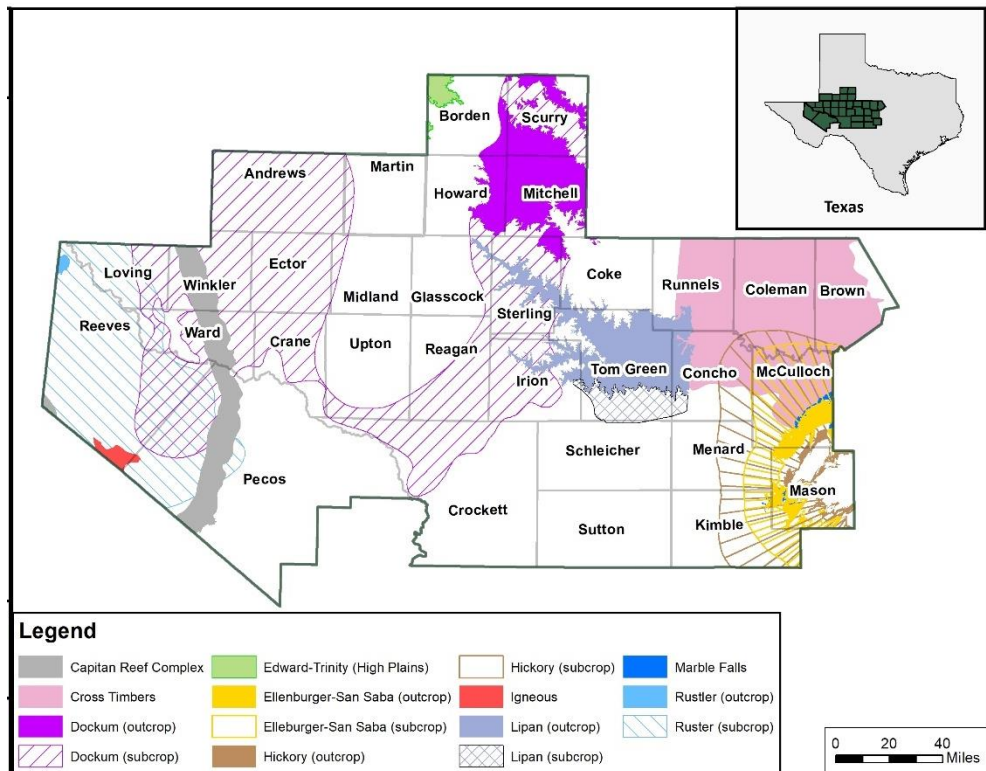 Texas
Borden
Scurry
Andrews
Martin
Howard
Mitchell
Loving
Winkler
Ector
Midland
Glasscock
Coke
Runnels
Coleman
Brown
Reeves
Ward
Crane
Upton
Reagan
Sterling
Irion
Tom Green
Concho
McCulloch
Pecos
Schleicher
Menard
Mason
Crockett
Sutton
Kimble
Legend
Capitan Reef Complex
Cross Timbers
Dockum (outcrop)
Dockum (subcrop)
Edward-Trinity (High Plains)
Ellenburger-San Saba (outcrop)
Elleburger-San Saba (subcrop)
Hickory (outcrop)
Hickory (subcrop)
Igneous
Lipan (outcrop)
Lipan (subcrop)
Marble Falls
Rustler (outcrop)
Ruster (subcrop)
0 20 40
Miles